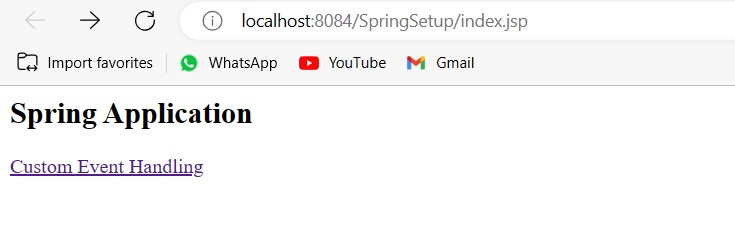 localhost:8084/SpringSetup/index.jsp
Import favorites WhatsApp YouTube Gmail
Spring Application
Custom Event Handling